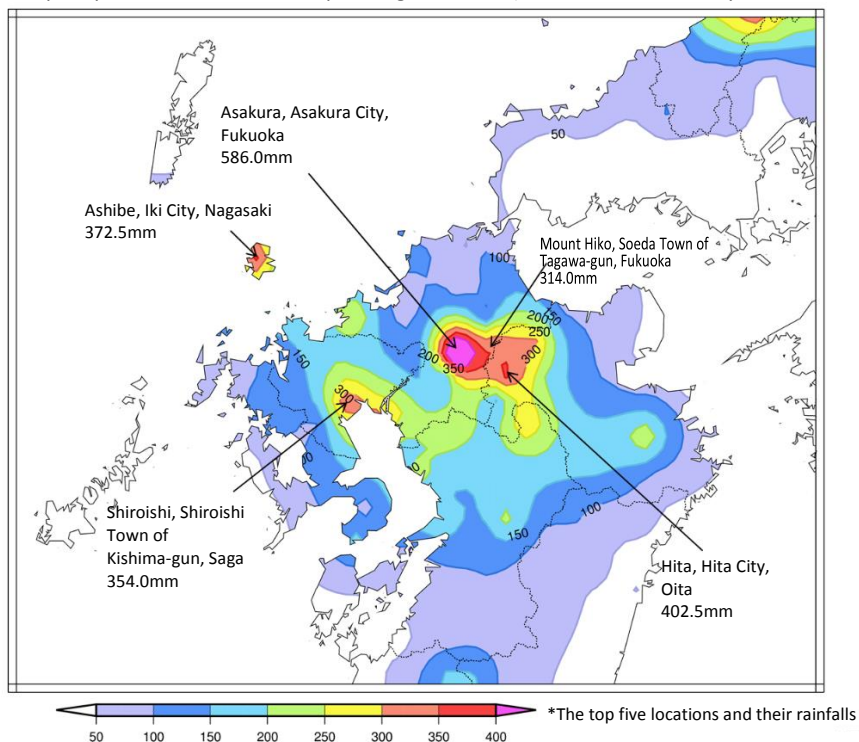 Asakura, Asakura City,
Fukuoka
586.0mm
Ashibe, Iki City, Nagasaki
372.5mm
Mount Hiko, Soeda Town of
Tagawa-gun, Fukuoka
314.0mm
50
100
150
200
250
300
200
350
150
300
100
150
Shiroishi, Shiroishi
Town of
Kishima-gun, Saga
354.0mm
Hita, Hita City,
Oita
402.5mm
50 100 150 200 250 300 350 400
*The top five locations and their rainfalls